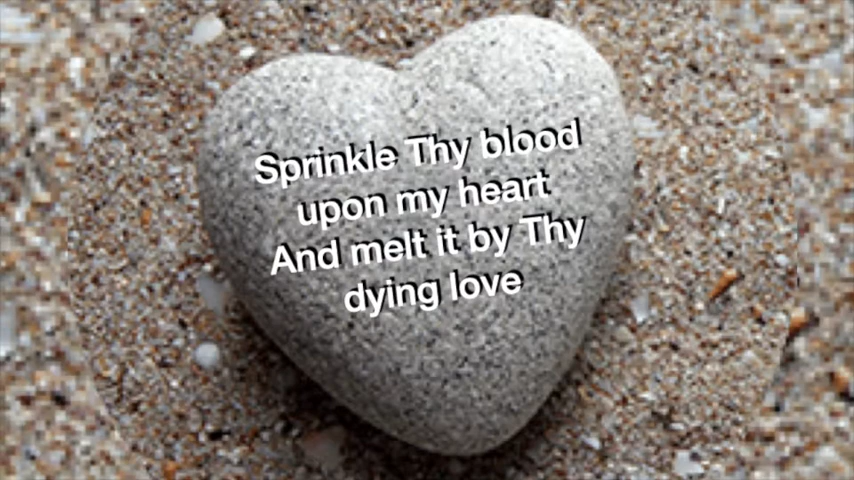 Sprinkle Thy blood
upon my heart
And melt it by Thy
dying love